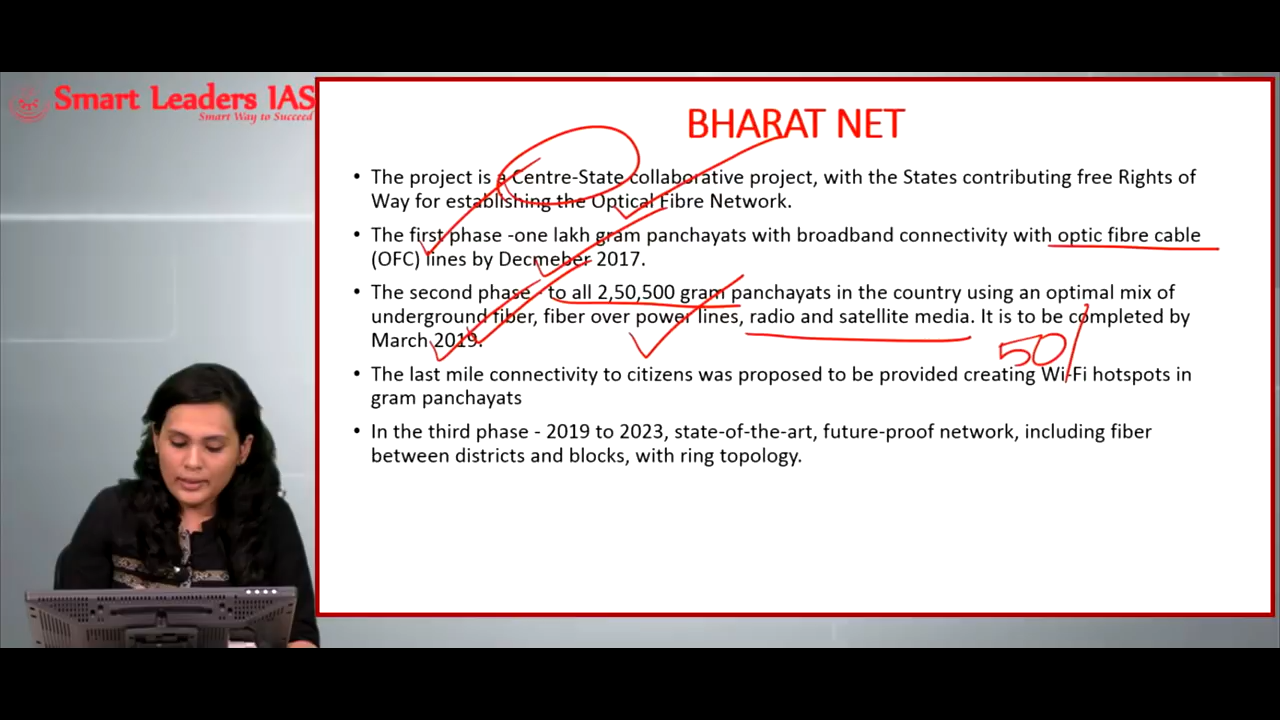 Smart Leaders IAS
Smart Way to Succeed
BHARAT NET
• The project is a Centre-State collaborative project, with the States contributing free Rights of
Way for establishing the Optical Fibre Network.
• The first phase -one lakh gram panchayats with broadband connectivity with optic fibre cable
(OFC) lines by Decmeber 2017.
• The second phase - to all 2,50,500 gram panchayats in the country using an optimal mix of
underground fiber, fiber over power lines, radio and satellite media. It is to be completed by
March 2019.
50/
• The last mile connectivity to citizens was proposed to be provided creating Wi-Fi hotspots in
gram panchayats
• In the third phase - 2019 to 2023, state-of-the-art, future-proof network, including fiber
between districts and blocks, with ring topology.